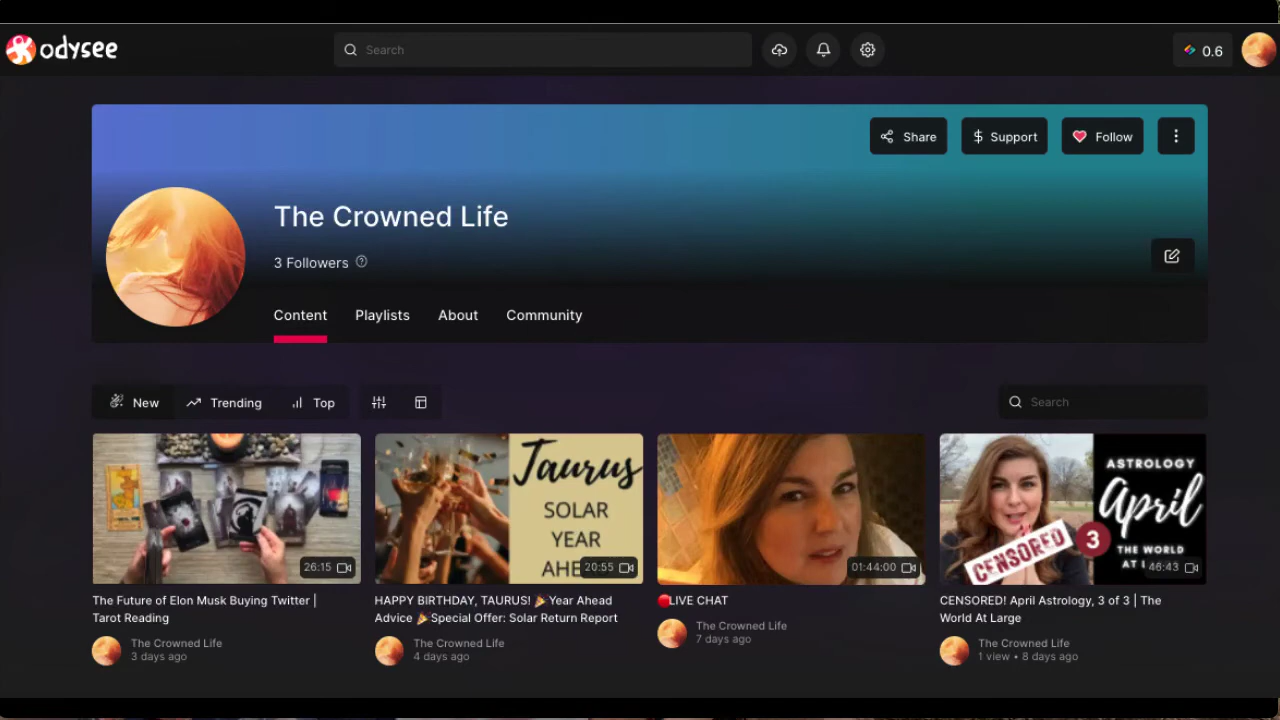 odysee
Search
0.6
Share
Support
Follow
The Crowned Life
3 Followers
Content
Playlists
About
Community
New
Trending
Top
Search
26:15
Taurus
SOLAR
YEAR
AHE
20:55
01:44:00
ASTROLOGY
April
CENSORED
3
THE WORLD
AT L
46:43
The Future of Elon Musk Buying Twitter |
Tarot Reading
The Crowned Life
3 days ago
HAPPY BIRTHDAY, TAURUS! 🎉Year Ahead
Advice 🎉Special Offer: Solar Return Report
The Crowned Life
4 days ago
🔴LIVE CHAT
The Crowned Life
7 days ago
CENSORED! April Astrology, 3 of 3 | The
World At Large
The Crowned Life
1 view • 8 days ago